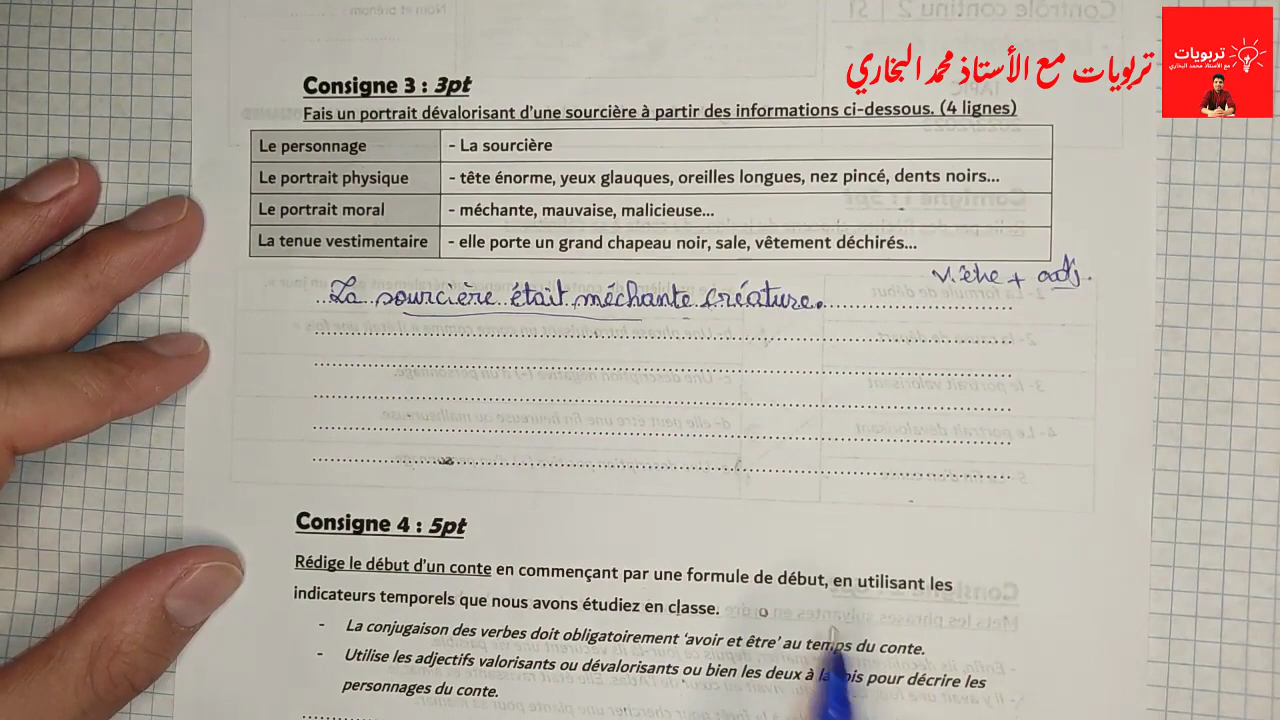 تربويات مع الأستاذ محمد البخاري
تربويات
مع الأستاذ محمد البخاري
Consigne 3 : 3pt
Fais un portrait dévalorisant d'une sourcière à partir des informations ci-dessous. (4 lignes)
Le personnage - La sourcière
Le portrait physique - tête énorme, yeux glauques, oreilles longues, nez pincé, dents noirs...
Le portrait moral - méchante, mauvaise, malicieuse...
La tenue vestimentaire - elle porte un grand chapeau noir, sale, vêtement déchirés...
V. être + adj.
La sourcière était méchante créature.
Consigne 4 : 5pt
Rédige le début d'un conte en commençant par une formule de début, en utilisant les
indicateurs temporels que nous avons étudiez en classe.
- La conjugaison des verbes doit obligatoirement 'avoir et être' au temps du conte.
- Utilise les adjectifs valorisants ou dévalorisants ou bien les deux à la fois pour décrire les
personnages du conte.